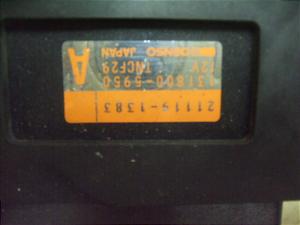 21119-1383
131800-5950
12V TNCF29
DENSO JAPAN
A